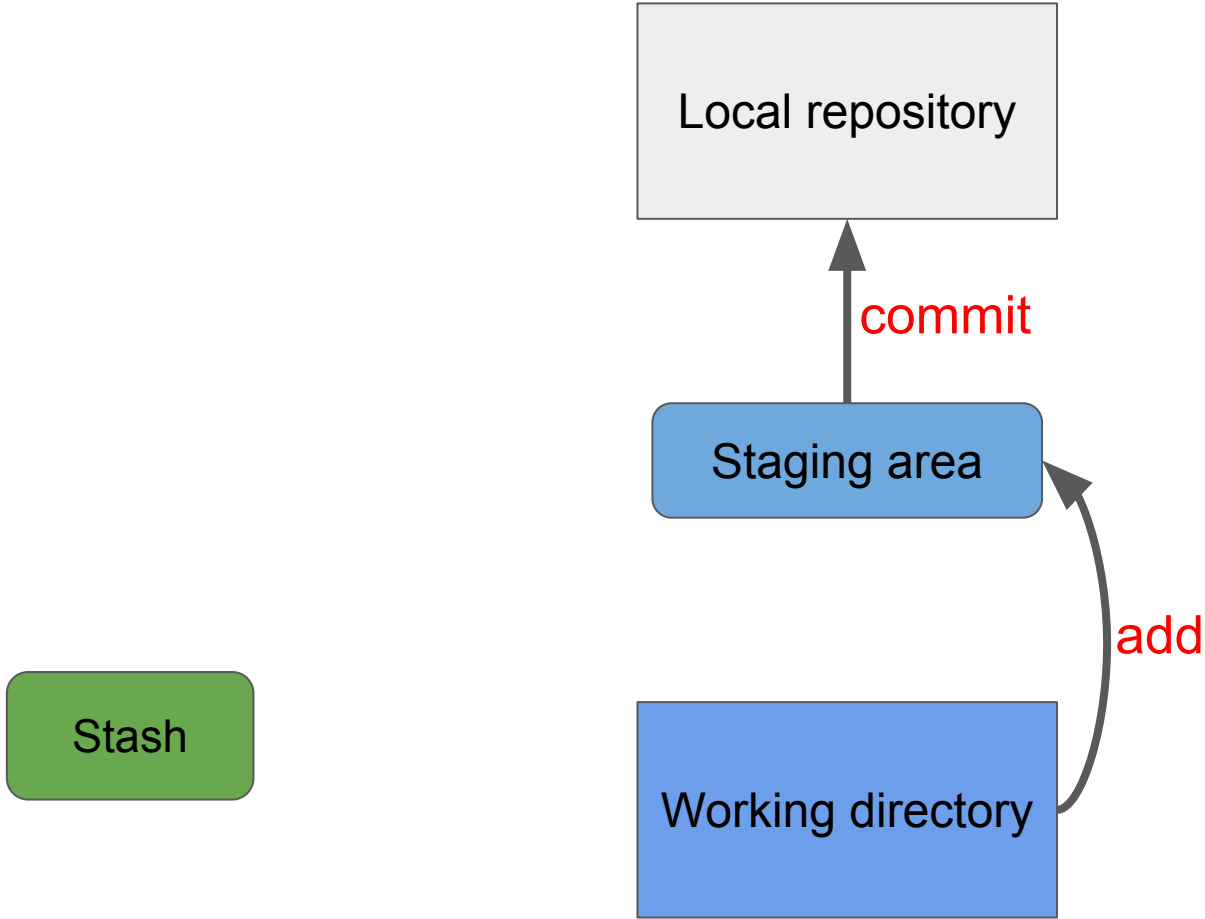 Local repository
commit
Staging area
add
Stash
Working directory